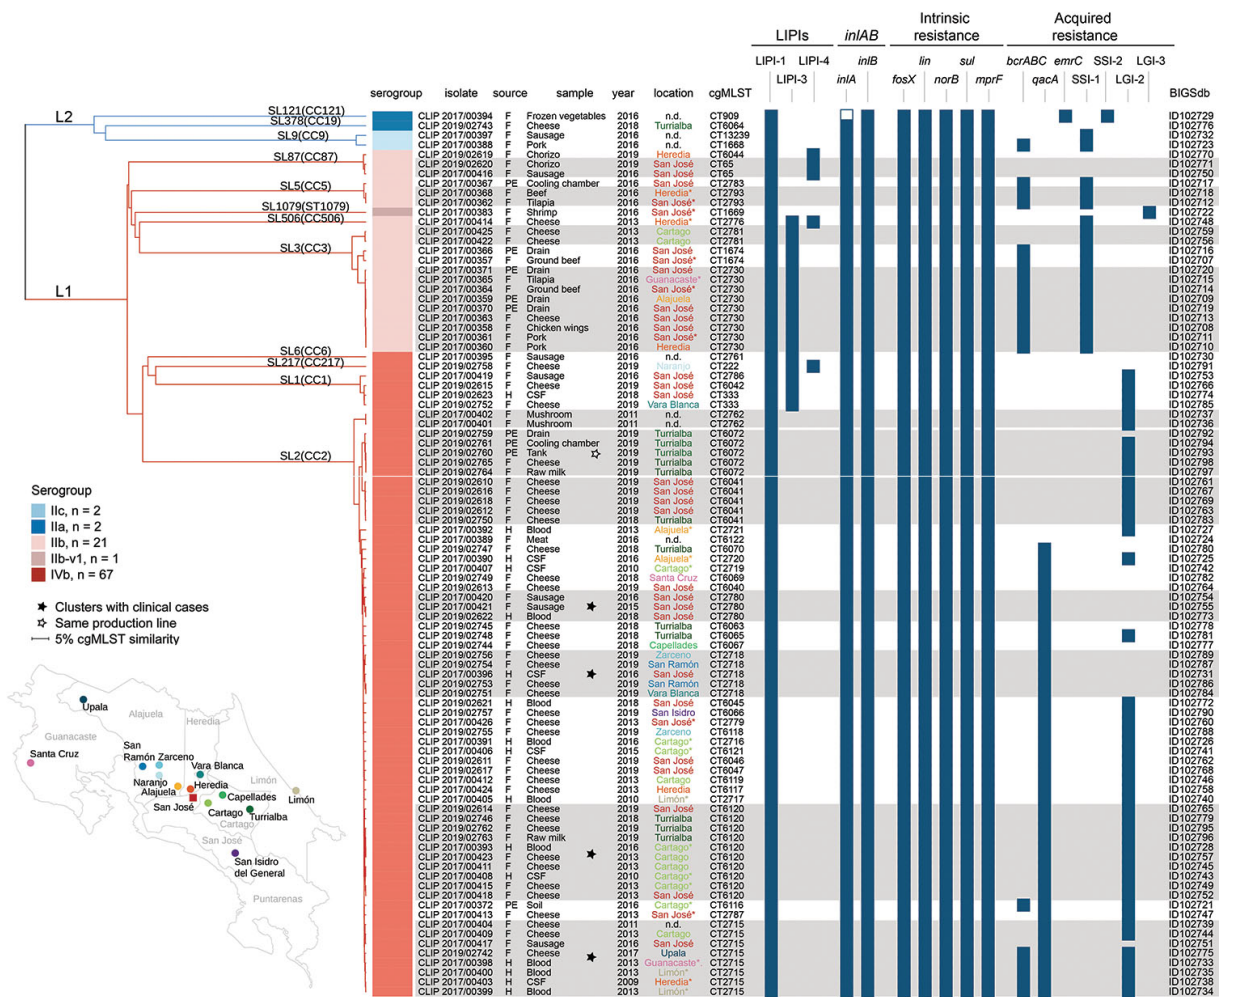 LIPIs inlAB Intrinsic resistance Acquired resistance
LIPI-1 LIPI-4 inlB lin sul bcrABC emrC SSI-2 LGI-3
LIPI-3 inlA fosX norB mprF qacA SSI-1 LGI-2
serogroup isolate source sample year location cgMLST BIGSdb
L2
SL121(CC121)
SL378(CC19)
SL9(CC9)
SL87(CC87)
SL5(CC5)
SL1079(ST1079)
SL506(CC506)
SL3(CC3)
L1
SL6(CC6)
SL217(CC217)
SL1(CC1)
SL2(CC2)
CLIP 2017/00394 F Frozen vegetables 2016 n.d. CT909 ID102729
CLIP 2019/02743 F Cheese 2018 Turrialba CT6064 ID102776
CLIP 2017/00397 F Sausage 2016 n.d. CT13239 ID102732
CLIP 2017/00388 F Pork 2016 n.d. CT1668 ID102723
CLIP 2019/02619 F Chorizo 2019 Heredia CT6044 ID102770
CLIP 2019/02620 F Chorizo 2019 San José CT65 ID102771
CLIP 2017/00416 F Sausage 2016 San José CT65 ID102750
CLIP 2017/00367 PE Cooling chamber 2016 San José CT2783 ID102717
CLIP 2017/00368 F Beef 2016 Heredia* CT2793 ID102718
CLIP 2017/00362 F Tilapia 2016 San José* CT2793 ID102712
CLIP 2017/00383 F Shrimp 2016 San José* CT1669 ID102722
CLIP 2017/00414 F Cheese 2013 Heredia* CT2776 ID102748
CLIP 2017/00425 F Cheese 2013 Cartago CT2781 ID102759
CLIP 2017/00422 F Cheese 2013 Cartago CT2781 ID102756
CLIP 2017/00366 PE Drain 2016 San José CT1674 ID102716
CLIP 2017/00357 F Ground beef 2016 San José* CT1674 ID102707
CLIP 2017/00371 PE Drain 2016 San José CT2730 ID102720
CLIP 2017/00365 F Tilapia 2016 Guanacaste* CT2730 ID102715
CLIP 2017/00364 F Ground beef 2016 San José* CT2730 ID102714
CLIP 2017/00359 PE Drain 2016 Alajuela CT2730 ID102709
CLIP 2017/00370 PE Drain 2016 San José CT2730 ID102719
CLIP 2017/00363 F Cheese 2016 San José CT2730 ID102713
CLIP 2017/00358 F Chicken wings 2016 San José CT2730 ID102708
CLIP 2017/00361 F Pork 2016 San José* CT2730 ID102711
CLIP 2017/00360 F Pork 2016 Heredia CT2730 ID102710
CLIP 2017/00395 F Sausage 2016 n.d. CT2761 ID102730
CLIP 2019/02758 F Cheese 2019 Naranjo CT222 ID102791
CLIP 2017/00419 F Sausage 2016 San José CT2786 ID102753
CLIP 2019/02615 F Cheese 2019 San José CT6042 ID102766
CLIP 2019/02623 H CSF 2018 San José CT333 ID102774
CLIP 2019/02752 F Cheese 2019 Vara Blanca CT333 ID102785
CLIP 2017/00402 F Mushroom 2011 n.d. CT2762 ID102737
CLIP 2017/00401 F Mushroom 2011 n.d. CT2762 ID102736
CLIP 2019/02759 PE Drain 2019 Turrialba CT6072 ID102792
CLIP 2019/02761 PE Cooling chamber 2019 Turrialba CT6072 ID102794
CLIP 2019/02760 PE Tank 2019 Turrialba CT6072 ID102793
CLIP 2019/02765 F Cheese 2019 Turrialba CT6072 ID102798
CLIP 2019/02764 F Raw milk 2019 Turrialba CT6072 ID102797
CLIP 2019/02610 F Cheese 2019 San José CT6041 ID102761
CLIP 2019/02616 F Cheese 2019 San José CT6041 ID102767
CLIP 2019/02618 F Cheese 2019 San José CT6041 ID102769
CLIP 2019/02612 F Cheese 2019 San José CT6041 ID102763
CLIP 2019/02750 F Cheese 2018 Turrialba CT6041 ID102783
CLIP 2017/00392 H Blood 2013 Alajuela* CT2721 ID102727
CLIP 2017/00389 F Meat 2016 n.d. CT6122 ID102724
CLIP 2019/02747 F Cheese 2018 Turrialba CT6070 ID102780
CLIP 2017/00390 H CSF 2016 Alajuela* CT2720 ID102725
CLIP 2017/00407 H CSF 2010 Cartago* CT2719 ID102742
CLIP 2019/02749 F Cheese 2018 Santa Cruz CT6069 ID102782
CLIP 2019/02613 F Cheese 2019 San José CT6040 ID102764
CLIP 2017/00420 F Sausage 2016 San José CT2780 ID102754
CLIP 2017/00421 F Sausage 2015 San José CT2780 ID102755
CLIP 2019/02622 H Blood 2018 San José CT2780 ID102773
CLIP 2019/02745 F Cheese 2018 Turrialba CT6063 ID102778
CLIP 2019/02748 F Cheese 2018 Turrialba CT6065 ID102781
CLIP 2019/02744 F Cheese 2018 Capellades CT6067 ID102777
CLIP 2019/02756 F Cheese 2019 Zarceno CT2718 ID102789
CLIP 2019/02754 F Cheese 2019 San Ramón CT2718 ID102787
CLIP 2017/00396 H CSF 2016 San José CT2718 ID102731
CLIP 2019/02753 F Cheese 2019 San Ramón CT2718 ID102786
CLIP 2019/02751 F Cheese 2019 Vara Blanca CT2718 ID102784
CLIP 2019/02621 H Blood 2018 San José CT6045 ID102772
CLIP 2019/02757 F Cheese 2019 San Isidro CT6066 ID102790
CLIP 2017/00426 F Cheese 2013 San José* CT2779 ID102760
CLIP 2019/02755 F Cheese 2019 Zarceno CT6118 ID102788
CLIP 2017/00391 H Blood 2016 Cartago* CT2716 ID102726
CLIP 2017/00406 H CSF 2015 Cartago* CT6121 ID102741
CLIP 2019/02611 F Cheese 2019 San José CT6046 ID102762
CLIP 2019/02617 F Cheese 2019 San José CT6047 ID102768
CLIP 2017/00412 F Cheese 2013 Cartago CT6119 ID102746
CLIP 2017/00424 F Cheese 2013 Heredia CT6117 ID102758
CLIP 2017/00405 H Blood 2010 Limón* CT2717 ID102740
CLIP 2019/02614 F Cheese 2019 San José CT6120 ID102765
CLIP 2019/02746 F Cheese 2018 Turrialba CT6120 ID102779
CLIP 2019/02762 F Cheese 2019 Turrialba CT6120 ID102795
CLIP 2019/02763 F Raw milk 2019 Turrialba CT6120 ID102796
CLIP 2017/00393 H Blood 2016 Cartago* CT6120 ID102728
CLIP 2017/00423 F Cheese 2013 Cartago CT6120 ID102757
CLIP 2017/00411 F Cheese 2013 Cartago CT6120 ID102745
CLIP 2017/00408 H CSF 2010 Cartago* CT6120 ID102743
CLIP 2017/00415 F Cheese 2013 Cartago* CT6120 ID102749
CLIP 2017/00418 F Cheese 2013 San José CT6120 ID102752
CLIP 2017/00372 PE Soil 2016 Cartago* CT6116 ID102721
CLIP 2017/00413 F Cheese 2013 San José* CT2787 ID102747
CLIP 2017/00404 F Cheese 2011 n.d. CT2715 ID102739
CLIP 2017/00409 F Cheese 2013 Cartago CT2715 ID102744
CLIP 2017/00417 F Sausage 2016 San José CT2715 ID102751
CLIP 2019/02742 F Cheese 2017 Upala CT2715 ID102775
CLIP 2017/00398 H Blood 2013 Guanacaste* CT2715 ID102733
CLIP 2017/00400 H Blood 2013 Limón* CT2715 ID102735
CLIP 2017/00403 H CSF 2009 Heredia* CT2715 ID102738
CLIP 2017/00399 H Blood 2013 Limón* CT2715 ID102734
Serogroup
IIc, n = 2
IIa, n = 2
IIb, n = 21
IIb-v1, n = 1
IVb, n = 67
Clusters with clinical cases
Same production line
5% cgMLST similarity
Upala
Alajuela
Heredia
Guanacaste
Santa Cruz
San Ramón
Zarceno
Vara Blanca
Limón
Naranjo
Heredia
Alajuela
Capellades
Limón
San José
Cartago
Turrialba
Cartago
San José
San Isidro del General
Puntarenas